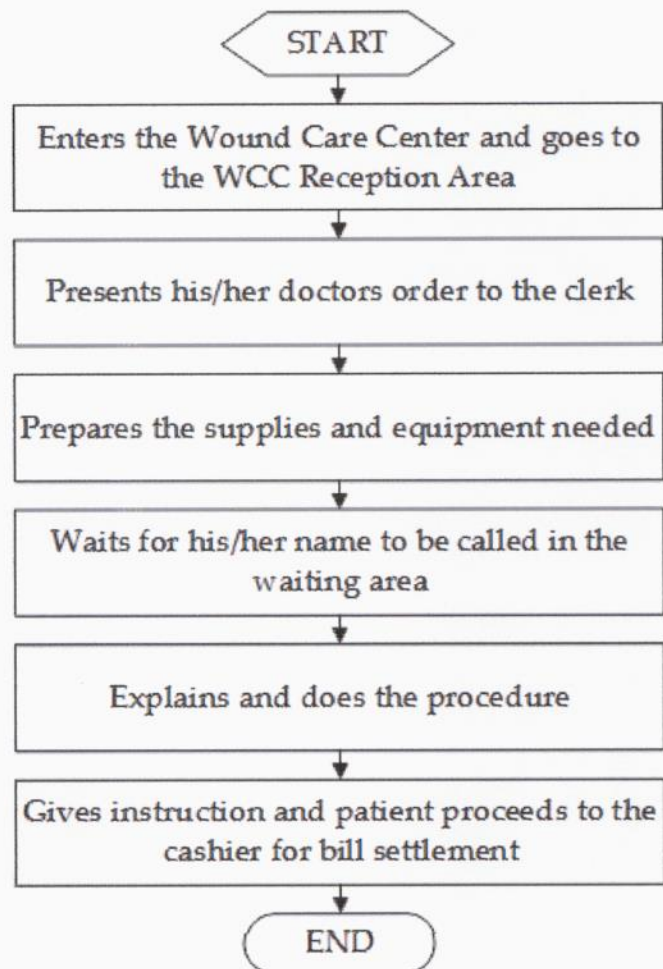 START
Enters the Wound Care Center and goes to
the WCC Reception Area
Presents his/her doctors order to the clerk
Prepares the supplies and equipment needed
Waits for his/her name to be called in the
waiting area
Explains and does the procedure
Gives instruction and patient proceeds to the
cashier for bill settlement
END